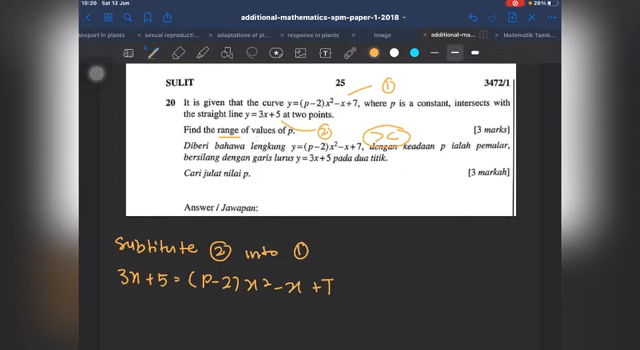 10:20 Sat 12 Jun
additional-mathematics-spm-paper-1-2018
28%
ansport in plants
sexual reproducti...
adaptations of pl...
response in plants
Image
additional-ma...
Matematik Tamb...
SULIT 25 3472/1
①
20 It is given that the curve y=(p−2)x²−x+7, where p is a constant, intersects with
the straight line y=3x+5 at two points.
Find the range of values of p. ② [3 marks]
Diberi bahawa lengkung y=(p−2)x²−x+7, dengan keadaan p ialah pemalar,
bersilang dengan garis lurus y=3x+5 pada dua titik.
Cari julat nilai p. [3 markah]
Answer / Jawapan:
Substitute ② into ①
3x+5=(p-2)x²-x+7